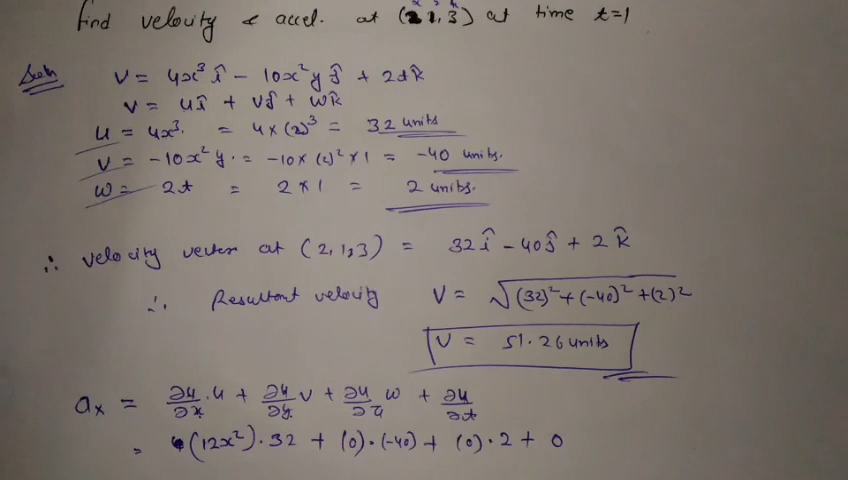 find velocity & accel. at (2 1, 3) at time t=1
Soln V = 4x³ î − 10x²y ĵ + 2t k̂
V = uî + vĵ + wk̂
u = 4x³. = 4 × (2)³ = 32 units
v = −10x²y. = −10 × (2)² × 1 = −40 units.
w = 2t = 2 × 1 = 2 units.
∴ velocity vector at (2, 1, 3) = 32î − 40ĵ + 2k̂
∴ Resultant velocity V = √(32)² + (−40)² + (2)²
V = 51.26 units
aₓ = ∂u/∂x . u + ∂u/∂y v + ∂u/∂z w + ∂u/∂t
= (12x²) . 32 + (0) . (−40) + (0) . 2 + 0